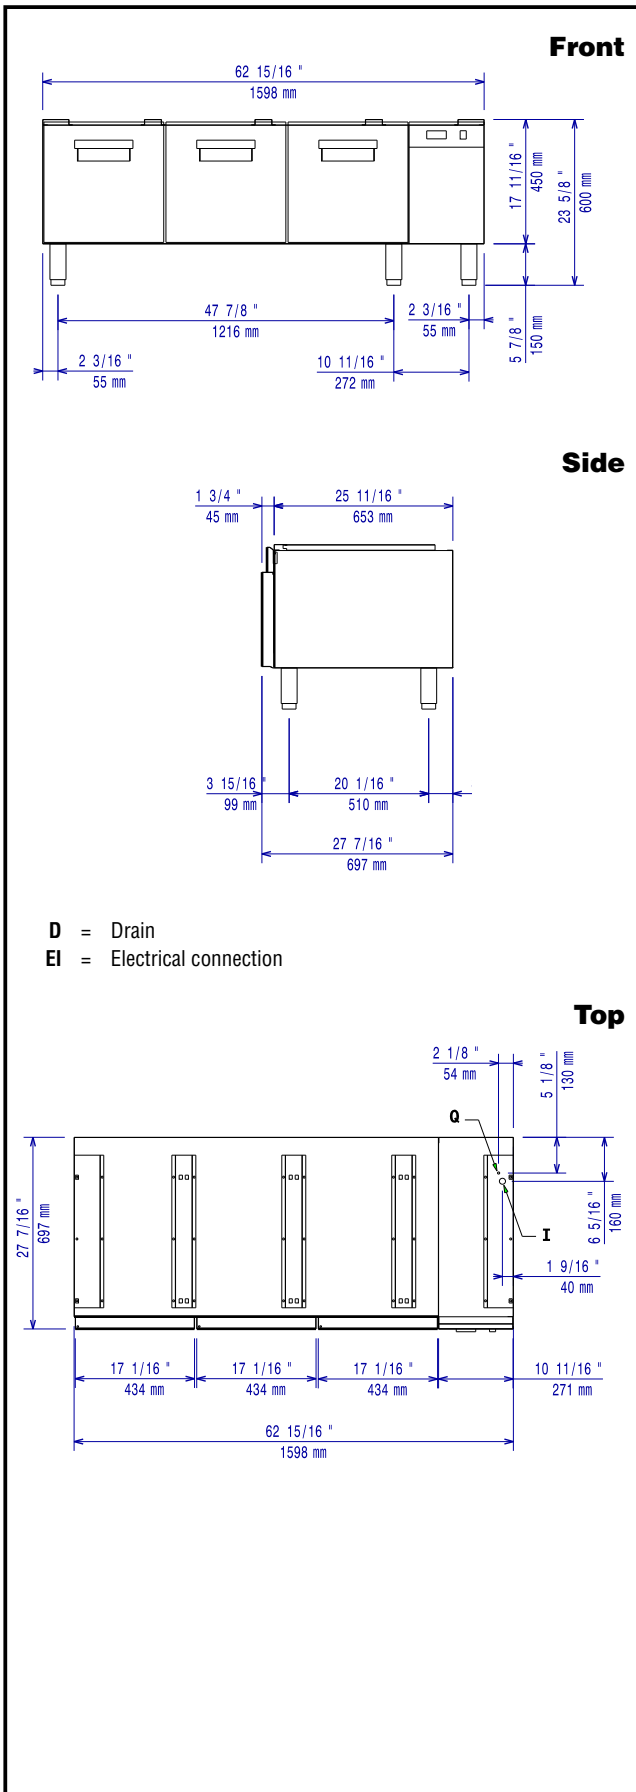 Front
62 15/16 "
1598 mm
17 11/16 "
450 mm
23 5/8 "
600 mm
47 7/8 "
1216 mm
2 3/16 "
55 mm
5 7/8 "
150 mm
2 3/16 "
55 mm
10 11/16 "
272 mm
Side
1 3/4 "
45 mm
25 11/16 "
653 mm
3 15/16 "
99 mm
20 1/16 "
510 mm
27 7/16 "
697 mm
D = Drain
EI = Electrical connection
Top
2 1/8 "
54 mm
5 1/8 "
130 mm
Q
27 7/16 "
697 mm
I
6 5/16 "
160 mm
1 9/16 "
40 mm
17 1/16 "
434 mm
17 1/16 "
434 mm
17 1/16 "
434 mm
10 11/16 "
271 mm
62 15/16 "
1598 mm